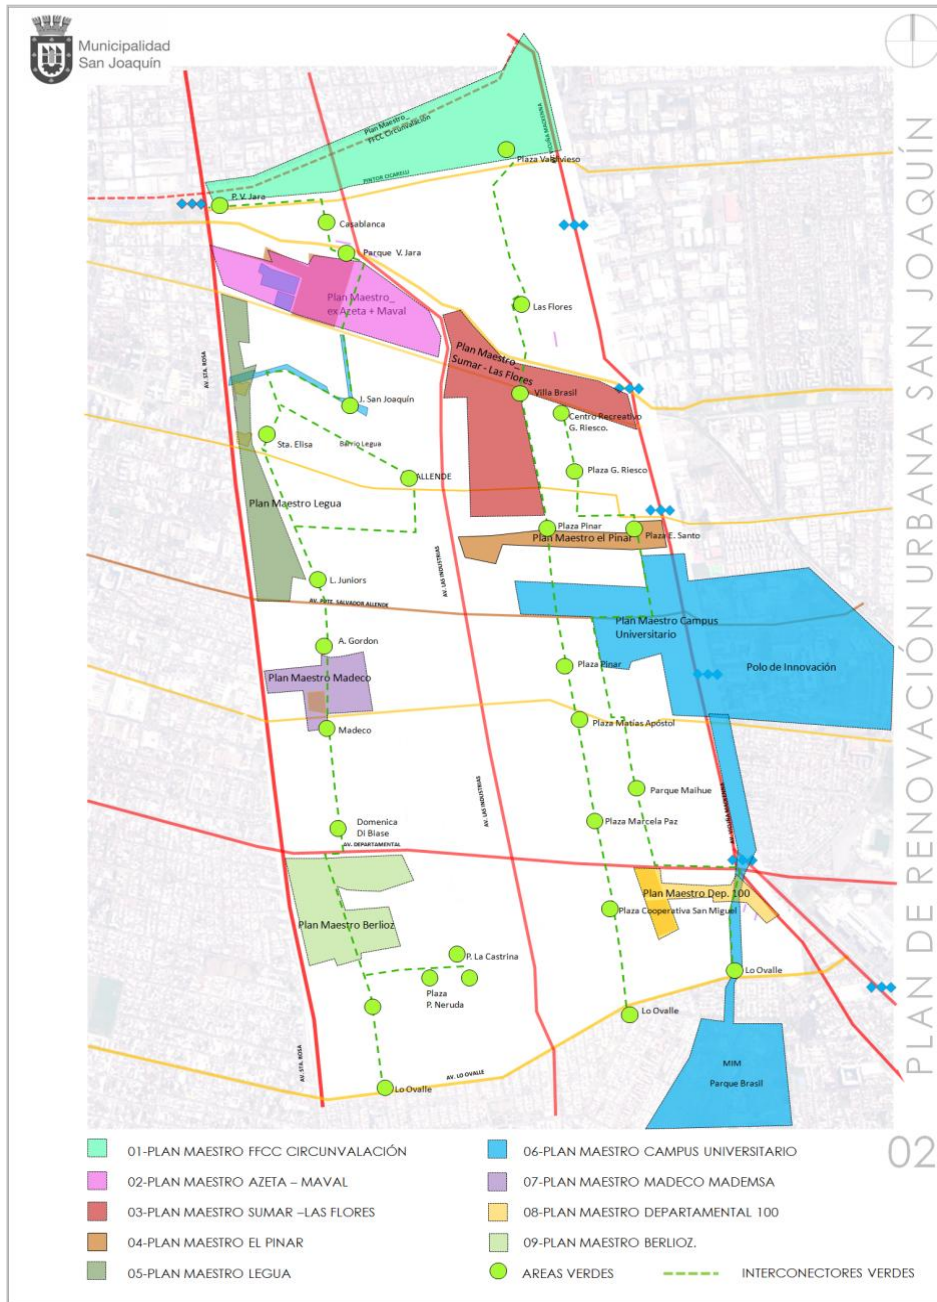 Municipalidad
San Joaquín
Plan Maestro_
FFCC Circunvalación
VICUÑA MACKENNA
Plaza Valdivieso
PINTOR CICARELLI
P. V. Jara
Casablanca
Parque V. Jara
Plan Maestro_
ex Azeta + Maval
Las Flores
AV. STA. ROSA
Plan Maestro_
Sumar - Las Flores
Villa Brasil
J. San Joaquín
Centro Recreativo
G. Riesco.
Sta. Elisa
Barrio Legua
Plaza G. Riesco
ALLENDE
Plan Maestro Legua
Plaza Pinar
Plan Maestro el Pinar
Plaza E. Santo
AV. LAS INDUSTRIAS
L. Juniors
AV. PDTE. SALVADOR ALLENDE
Plan Maestro Campus
Universitario
A. Gordon
Plaza Pinar
Polo de Innovación
Plan Maestro Madeco
Madeco
Plaza Matías Apóstol
AV. LAS INDUSTRIAS
Parque Maihue
AV. VICUÑA MACKENNA
Domenica
Di Biase
Plaza Marcela Paz
AV. DEPARTAMENTAL
Plan Maestro Dep. 100
Plaza Cooperativa San Miguel
Plan Maestro Berlioz
P. La Castrina
Plaza
P. Neruda
Lo Ovalle
Lo Ovalle
AV. STA. ROSA
AV. LO OVALLE
Lo Ovalle
MIM
Parque Brasil
PLAN DE RENOVACIÓN URBANA SAN JOAQUÍN
02
01-PLAN MAESTRO FFCC CIRCUNVALACIÓN
02-PLAN MAESTRO AZETA – MAVAL
03-PLAN MAESTRO SUMAR –LAS FLORES
04-PLAN MAESTRO EL PINAR
05-PLAN MAESTRO LEGUA
06-PLAN MAESTRO CAMPUS UNIVERSITARIO
07-PLAN MAESTRO MADECO MADEMSA
08-PLAN MAESTRO DEPARTAMENTAL 100
09-PLAN MAESTRO BERLIOZ.
AREAS VERDES
INTERCONECTORES VERDES